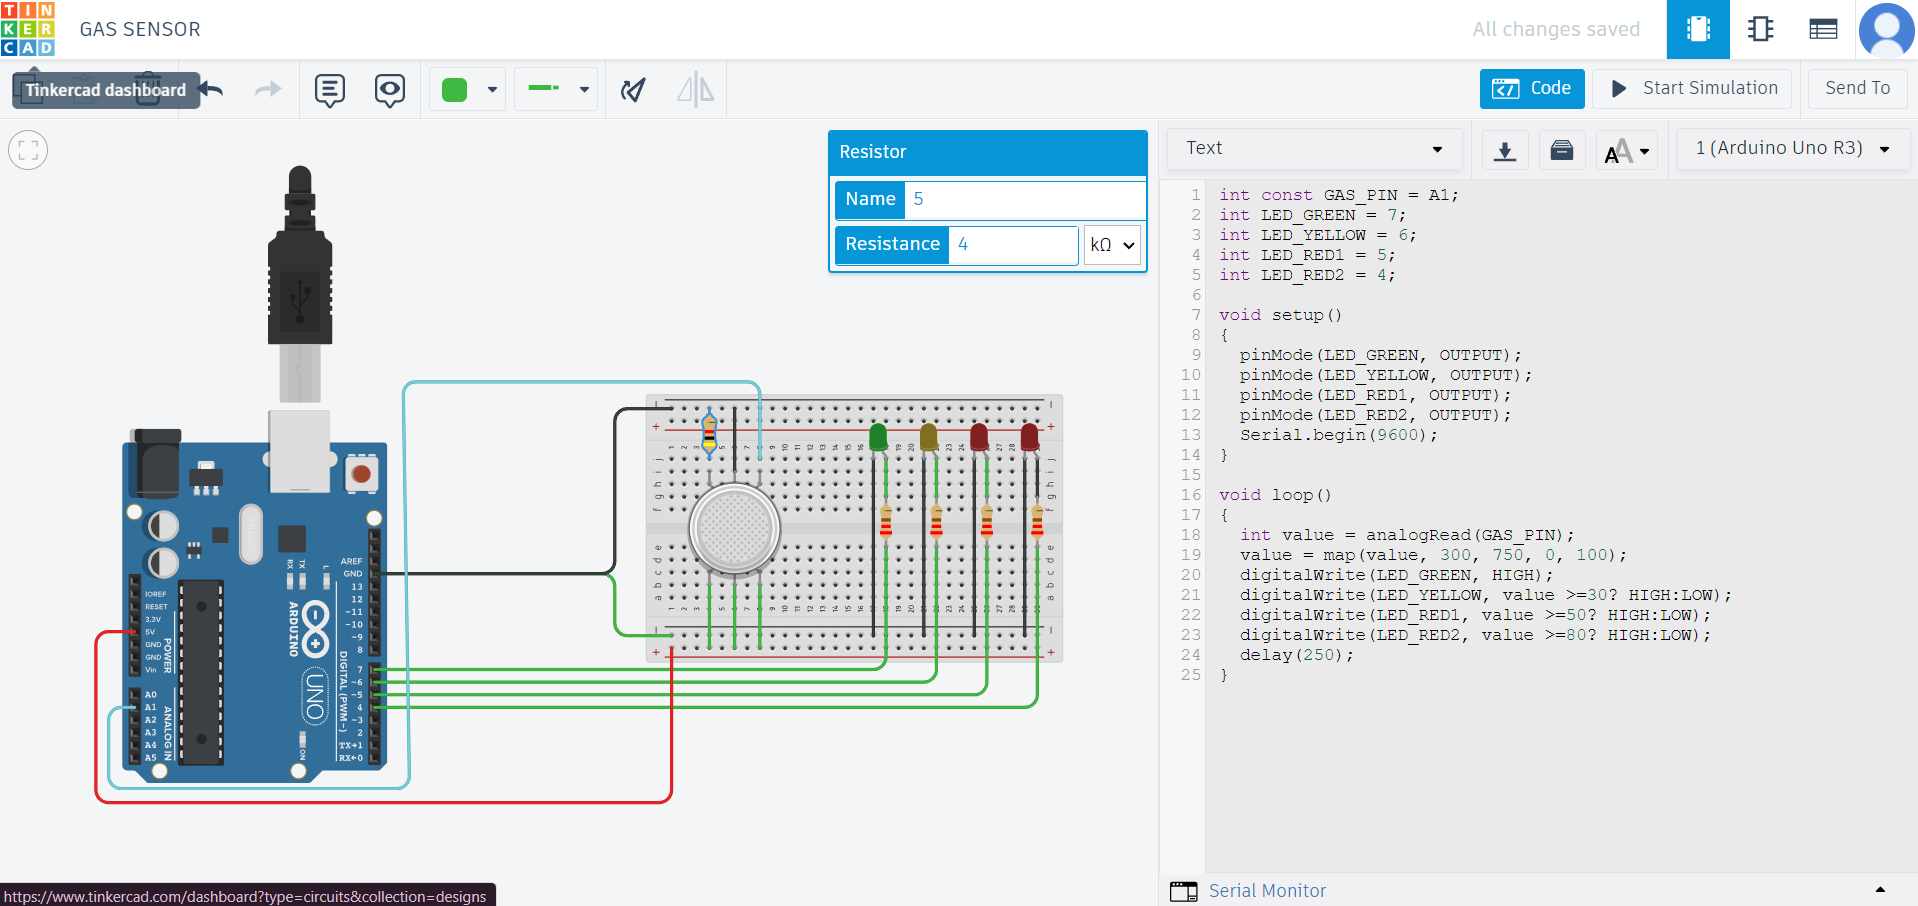 TIN
KER
CAD
GAS SENSOR
All changes saved
Tinkercad dashboard
Code
Start Simulation
Send To
Resistor
Name 5
Resistance 4 kΩ
Text
1 (Arduino Uno R3)
1 int const GAS_PIN = A1;
2 int LED_GREEN = 7;
3 int LED_YELLOW = 6;
4 int LED_RED1 = 5;
5 int LED_RED2 = 4;
6
7 void setup()
8 {
9 pinMode(LED_GREEN, OUTPUT);
10 pinMode(LED_YELLOW, OUTPUT);
11 pinMode(LED_RED1, OUTPUT);
12 pinMode(LED_RED2, OUTPUT);
13 Serial.begin(9600);
14 }
15
16 void loop()
17 {
18 int value = analogRead(GAS_PIN);
19 value = map(value, 300, 750, 0, 100);
20 digitalWrite(LED_GREEN, HIGH);
21 digitalWrite(LED_YELLOW, value >=30? HIGH:LOW);
22 digitalWrite(LED_RED1, value >=50? HIGH:LOW);
23 digitalWrite(LED_RED2, value >=80? HIGH:LOW);
24 delay(250);
25 }
AREF
GND
13
12
~11
~10
~9
8
7
~6
~5
4
~3
2
TX→1
RX←0
DIGITAL (PWM~)
IOREF
RESET
3.3V
5V
GND
GND
Vin
POWER
A0
A1
A2
A3
A4
A5
ANALOG IN
RX
TX
L
ARDUINO
UNO
ON
Serial Monitor
https://www.tinkercad.com/dashboard?type=circuits&collection=designs